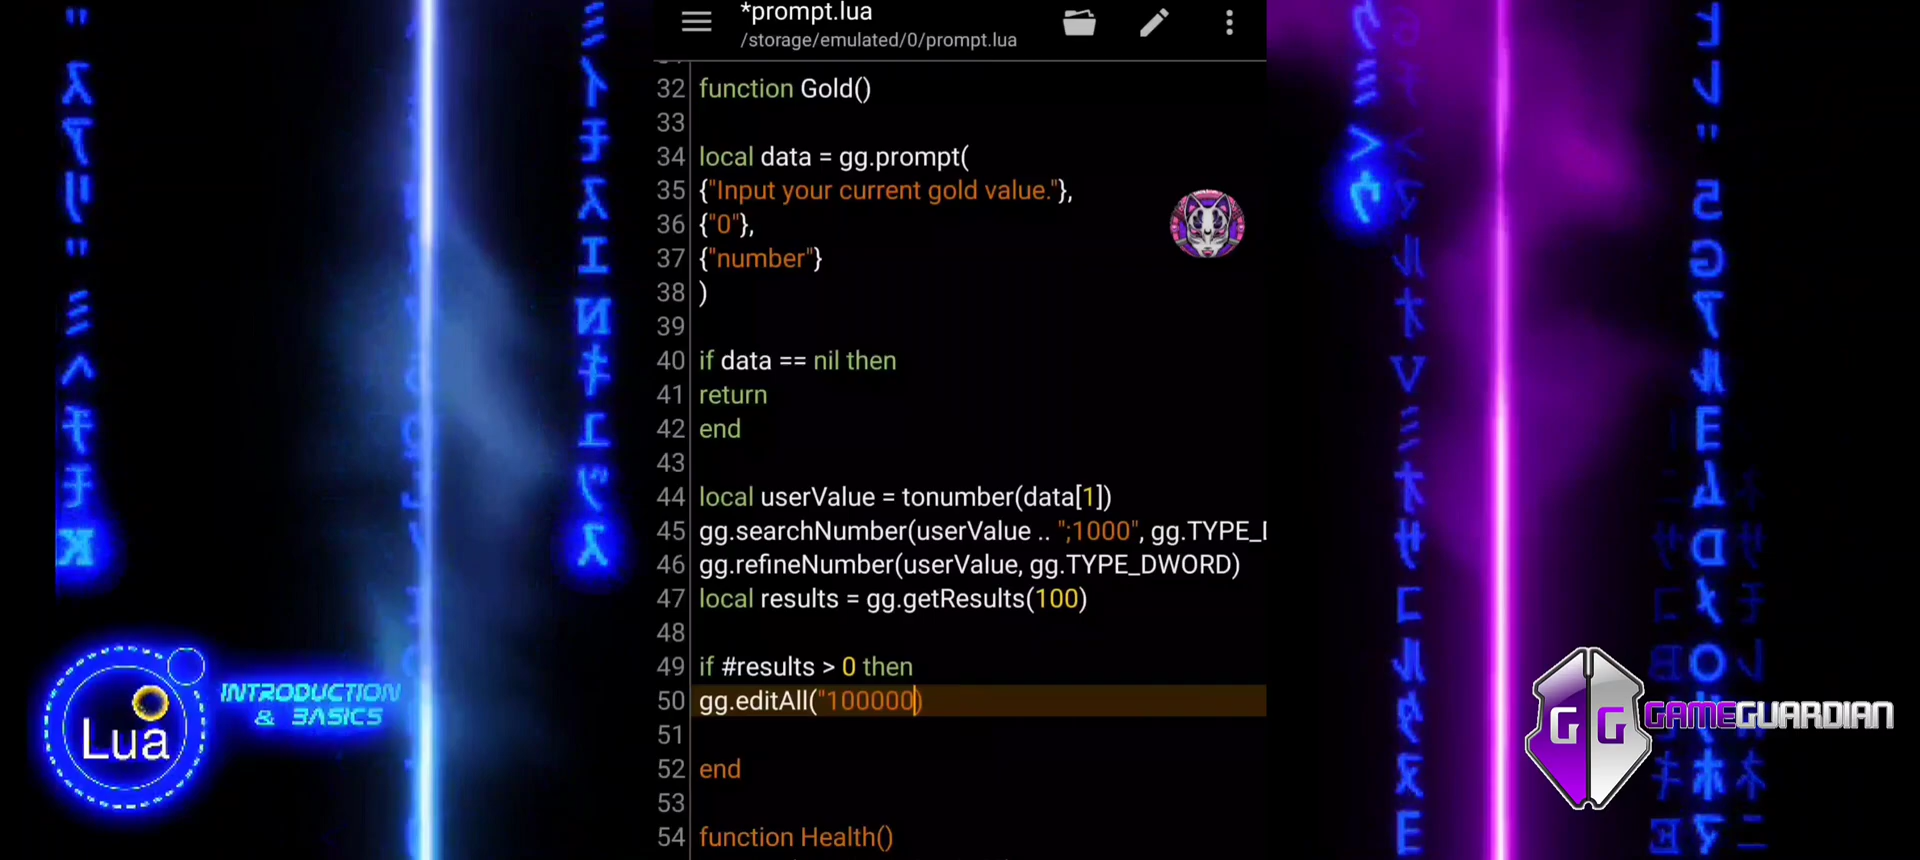 *prompt.lua
/storage/emulated/0/prompt.lua
32 function Gold()
33
34 local data = gg.prompt(
35 {"Input your current gold value."},
36 {"0"},
37 {"number"}
38 )
39
40 if data == nil then
41 return
42 end
43
44 local userValue = tonumber(data[1])
45 gg.searchNumber(userValue .. ";1000", gg.TYPE_
46 gg.refineNumber(userValue, gg.TYPE_DWORD)
47 local results = gg.getResults(100)
48
49 if #results > 0 then
50 gg.editAll("100000)
51
52 end
53
54 function Health()
Lua
INTRODUCTION
& BASICS
GG
GAMEGUARDIAN